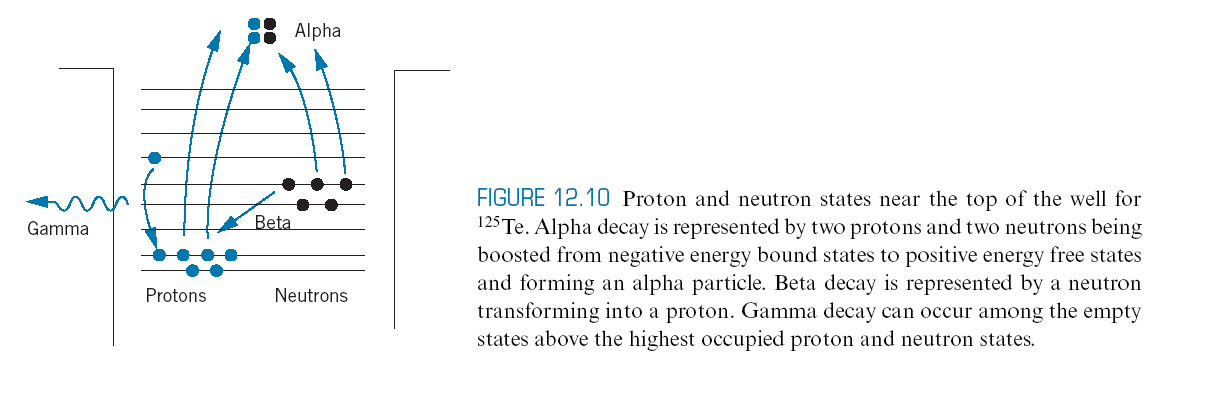 Alpha
Gamma
Beta
Protons
Neutrons
FIGURE 12.10 Proton and neutron states near the top of the well for
¹²⁵Te. Alpha decay is represented by two protons and two neutrons being
boosted from negative energy bound states to positive energy free states
and forming an alpha particle. Beta decay is represented by a neutron
transforming into a proton. Gamma decay can occur among the empty
states above the highest occupied proton and neutron states.